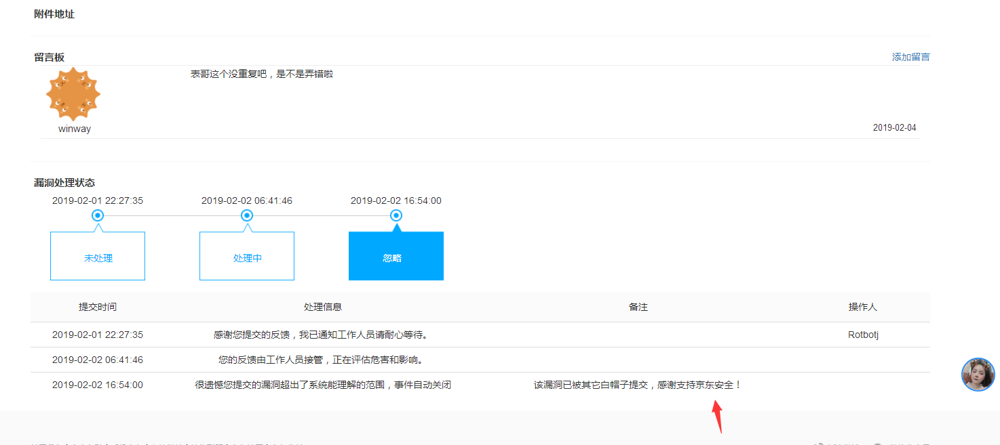 附件地址
留言板
添加留言
表哥这个没重复吧，是不是弄错啦
winway
2019-02-04
漏洞处理状态
2019-02-01 22:27:35
2019-02-02 06:41:46
2019-02-02 16:54:00
未处理
处理中
忽略
提交时间 处理信息 备注 操作人
2019-02-01 22:27:35 感谢您提交的反馈，我已通知工作人员请耐心等待。 Rotbotj
2019-02-02 06:41:46 您的反馈由工作人员接管，正在评估危害和影响。
2019-02-02 16:54:00 很遗憾您提交的漏洞超出了系统能理解的范围，事件自动关闭 该漏洞已被其它白帽子提交，感谢支持京东安全！